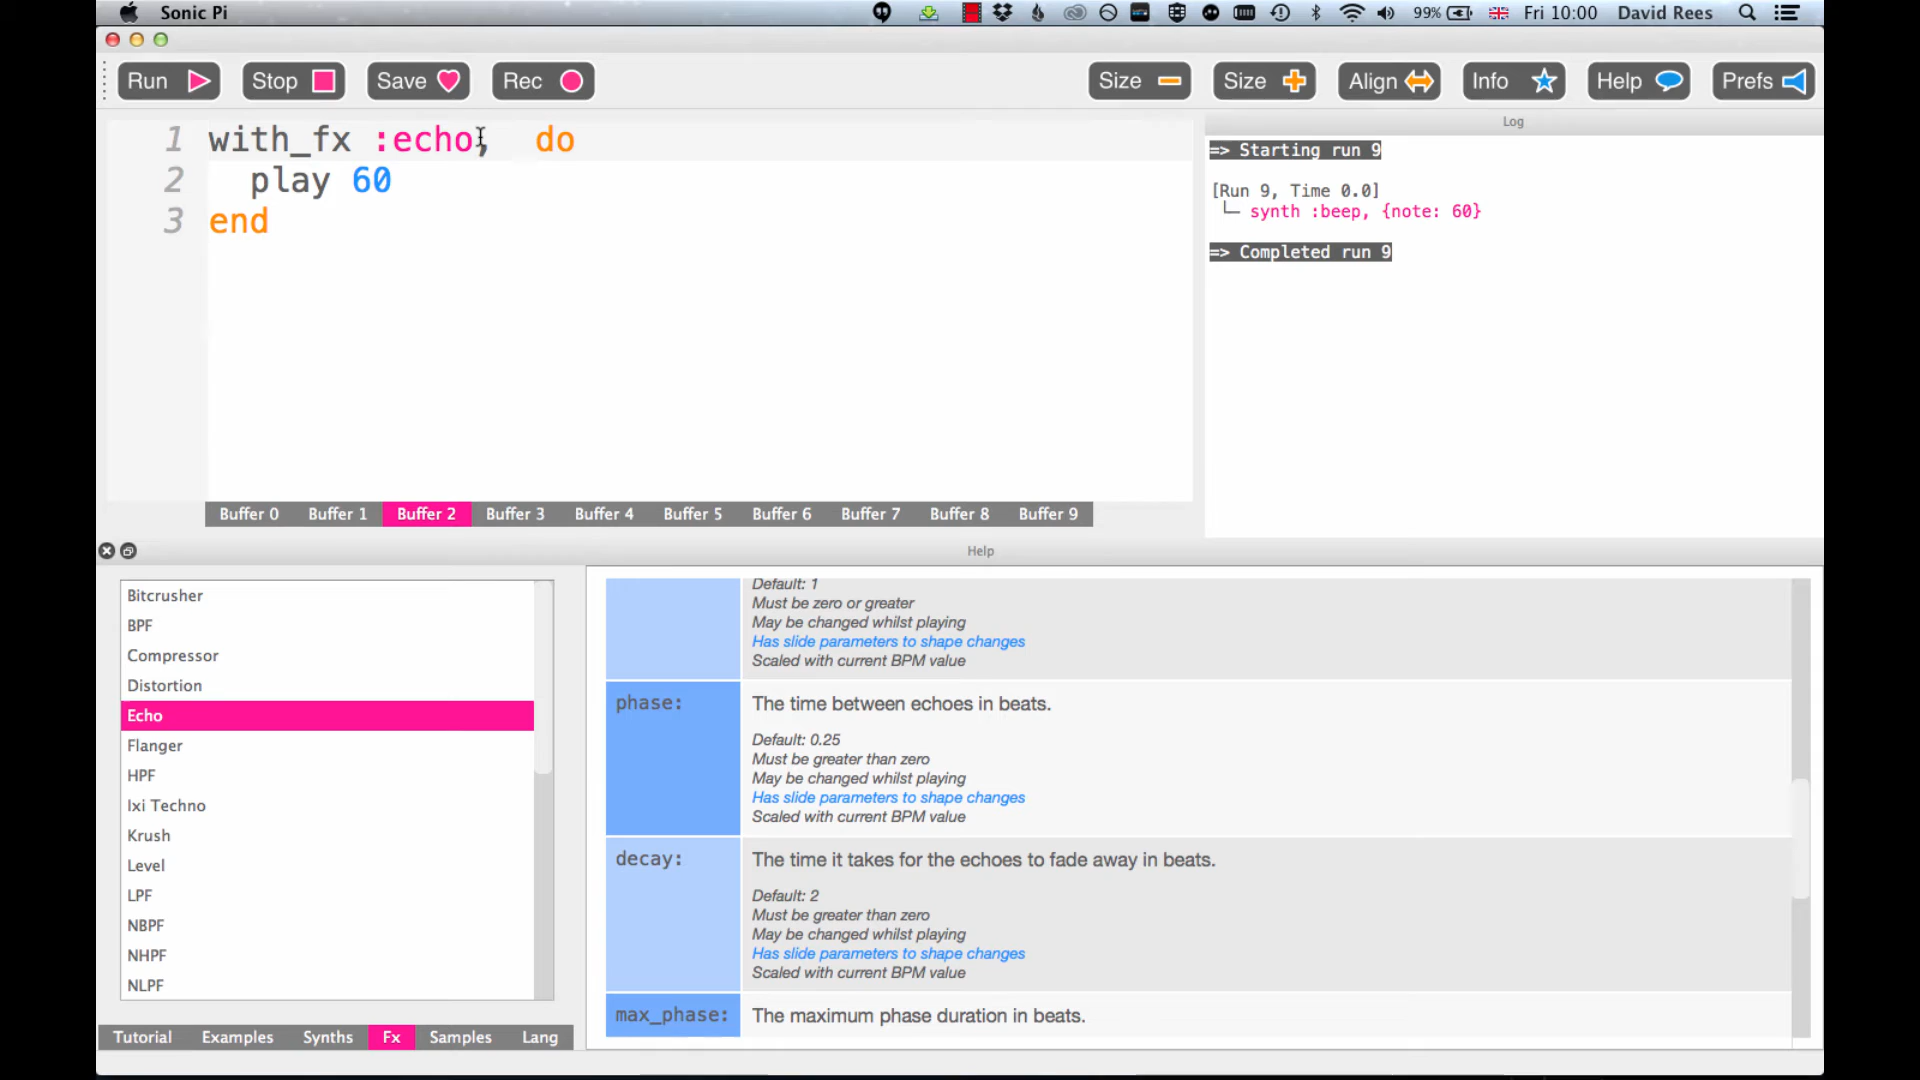 Sonic Pi
99%
Fri 10:00
David Rees
Run
Stop
Save
Rec
Size
Size
Align
Info
Help
Prefs
1 with_fx :echo,  do
2   play 60
3 end
Log
=> Starting run 9
[Run 9, Time 0.0]
└─ synth :beep, {note: 60}
=> Completed run 9
Buffer 0
Buffer 1
Buffer 2
Buffer 3
Buffer 4
Buffer 5
Buffer 6
Buffer 7
Buffer 8
Buffer 9
Help
Bitcrusher
BPF
Compressor
Distortion
Echo
Flanger
HPF
Ixi Techno
Krush
Level
LPF
NBPF
NHPF
NLPF
Tutorial
Examples
Synths
Fx
Samples
Lang
Default: 1
Must be zero or greater
May be changed whilst playing
Has slide parameters to shape changes
Scaled with current BPM value
phase:
The time between echoes in beats.
Default: 0.25
Must be greater than zero
May be changed whilst playing
Has slide parameters to shape changes
Scaled with current BPM value
decay:
The time it takes for the echoes to fade away in beats.
Default: 2
Must be greater than zero
May be changed whilst playing
Has slide parameters to shape changes
Scaled with current BPM value
max_phase:
The maximum phase duration in beats.